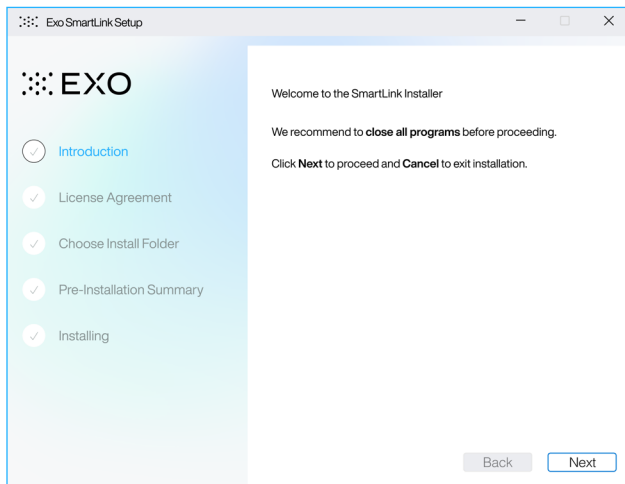 Exo SmartLink Setup
EXO
Introduction
License Agreement
Choose Install Folder
Pre-Installation Summary
Installing
Welcome to the SmartLink Installer
We recommend to close all programs before proceeding.
Click Next to proceed and Cancel to exit installation.
Back
Next